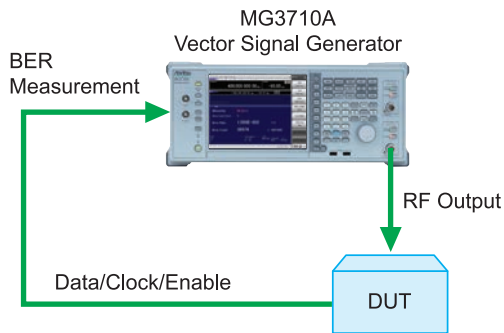 MG3710A
Vector Signal Generator
BER
Measurement
RF Output
Data/Clock/Enable
DUT